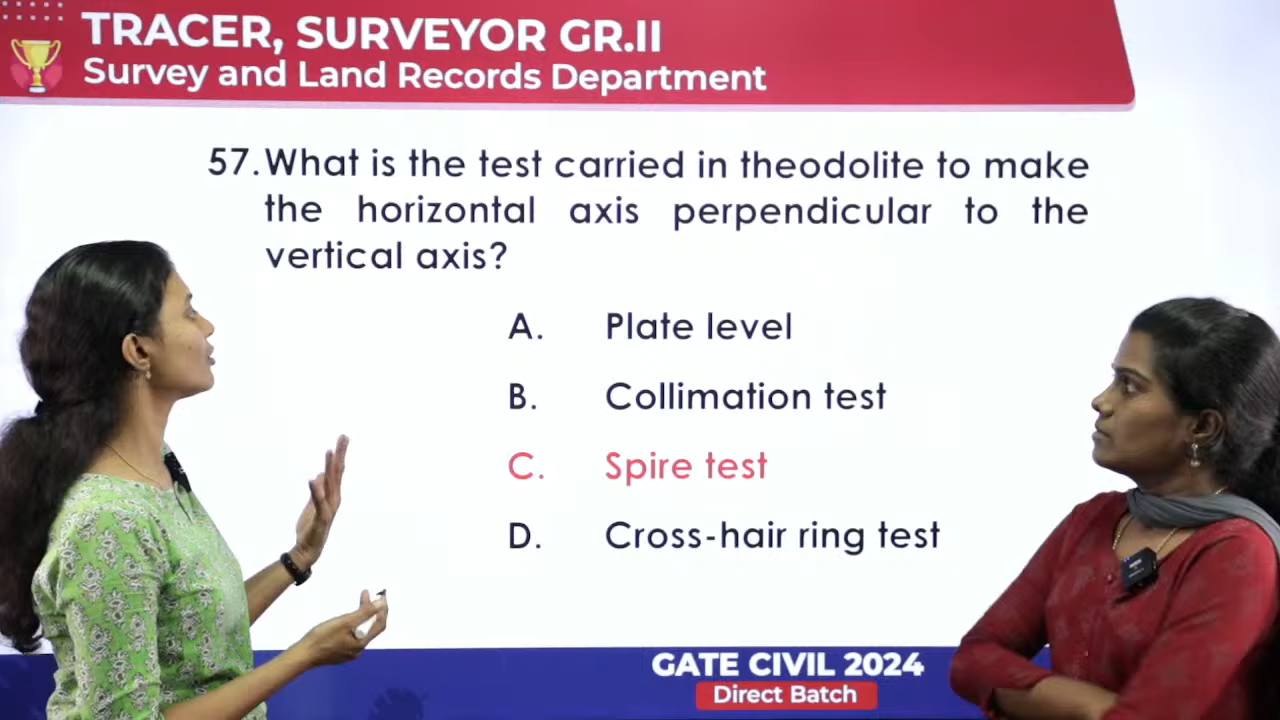 TRACER, SURVEYOR GR.II
Survey and Land Records Department
57. What is the test carried in theodolite to make
the horizontal axis perpendicular to the
vertical axis?
A. Plate level
B. Collimation test
C. Spire test
D. Cross-hair ring test
GATE CIVIL 2024
Direct Batch